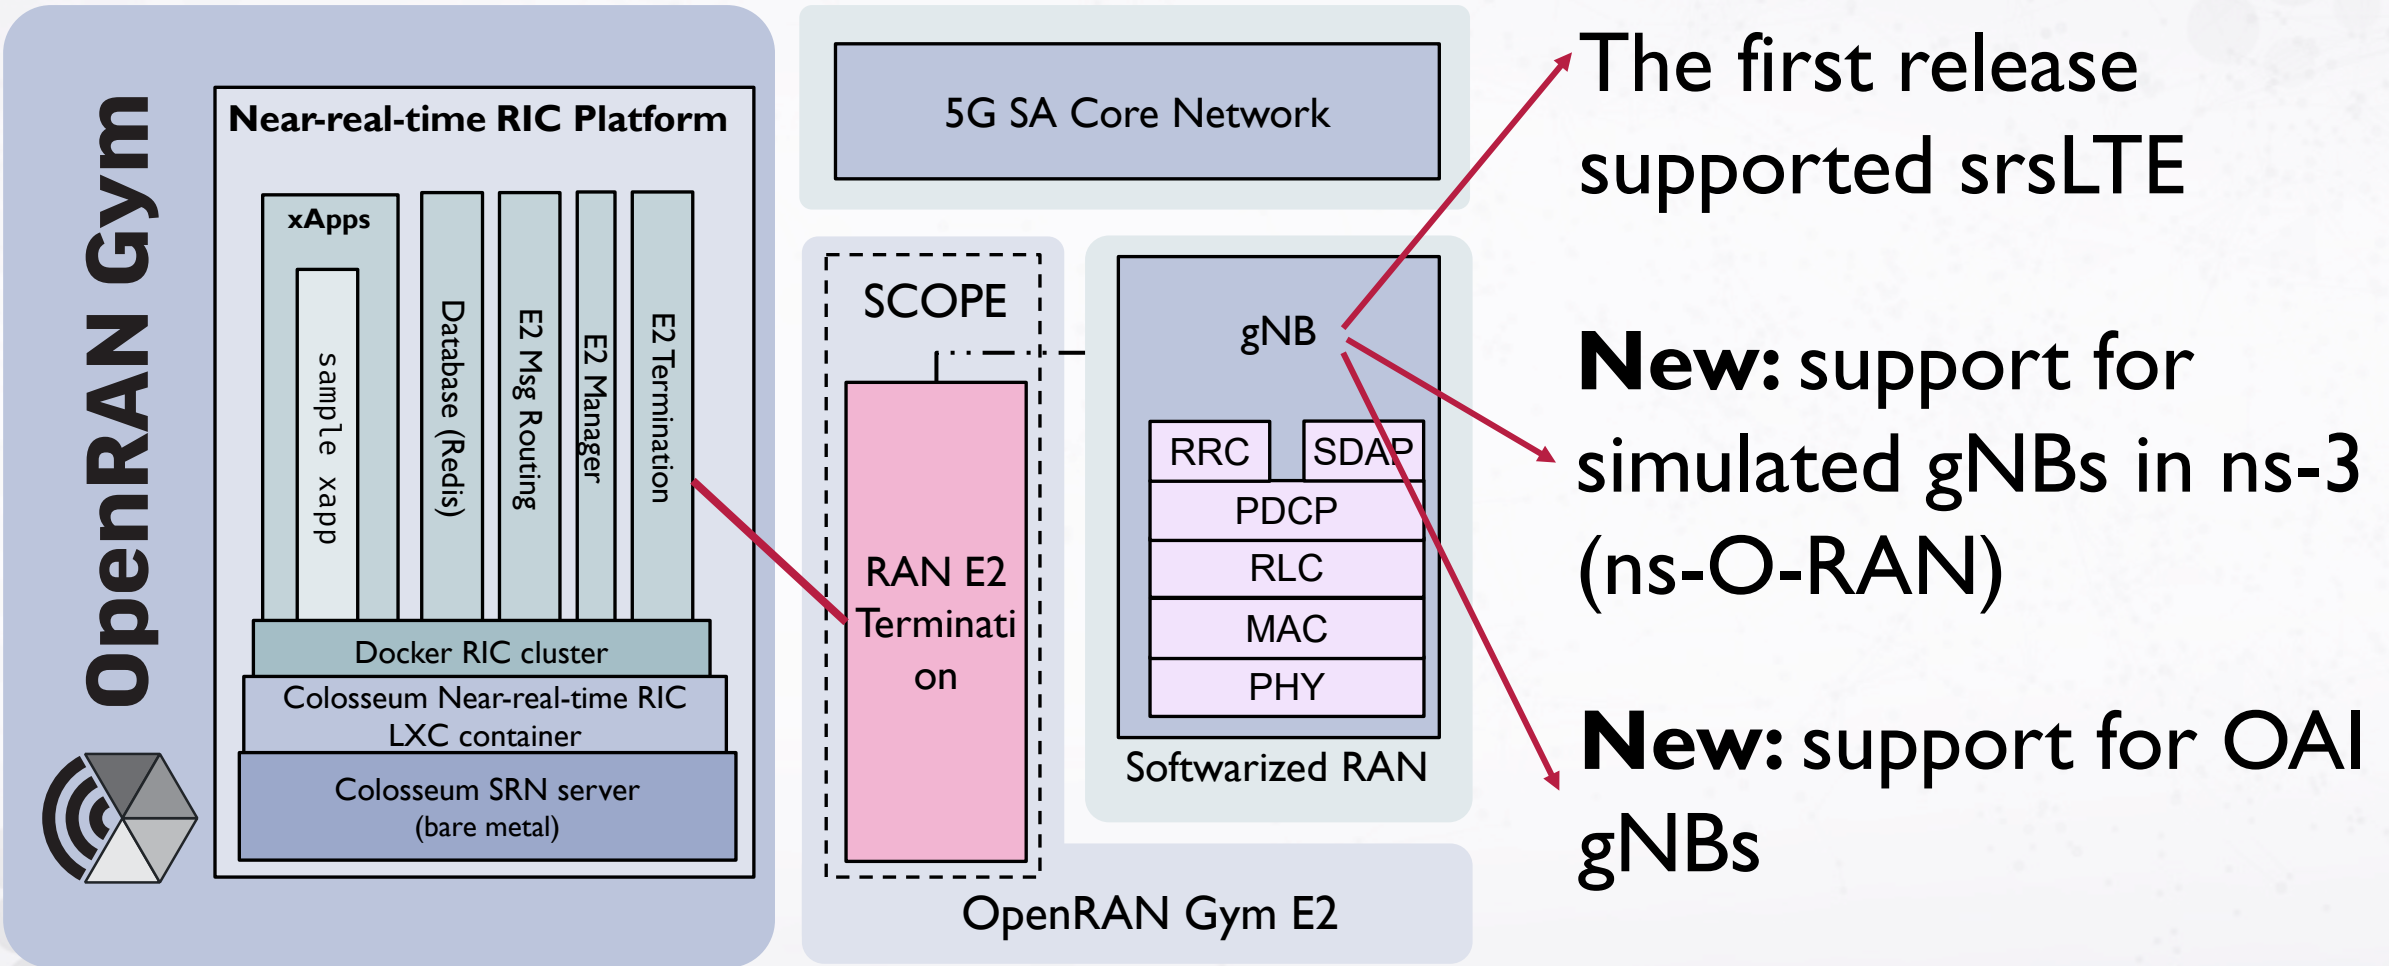 OpenRAN Gym
Near-real-time RIC Platform
xApps
sample xapp
Database (Redis)
E2 Msg Routing
E2 Manager
E2 Termination
Docker RIC cluster
Colosseum Near-real-time RIC
LXC container
Colosseum SRN server
(bare metal)
5G SA Core Network
SCOPE
RAN E2
Terminati
on
gNB
RRC
SDAP
PDCP
RLC
MAC
PHY
Softwarized RAN
OpenRAN Gym E2
The first release
supported srsLTE
New: support for
simulated gNBs in ns-3
(ns-O-RAN)
New: support for OAI
gNBs